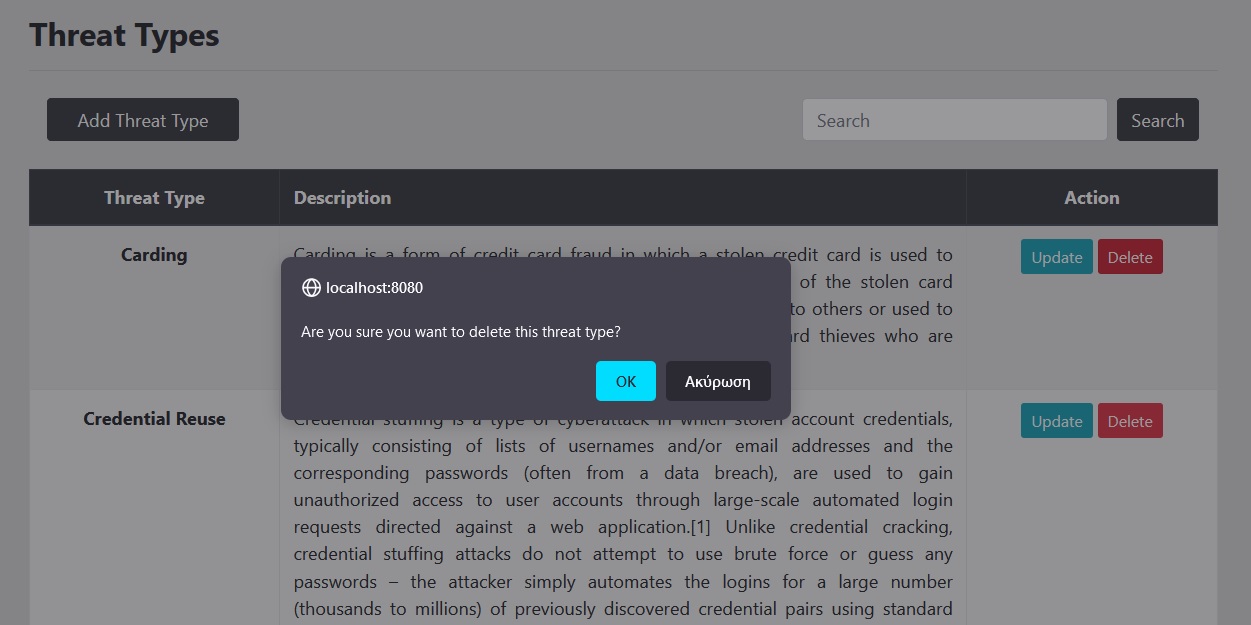 Threat Types
Add Threat Type
Search
Search
Threat Type
Description
Action
Carding
Carding is a form of credit card fraud in which a stolen credit card is used to
of the stolen card
to others or used to
thieves who are
Update
Delete
localhost:8080
Are you sure you want to delete this threat type?
OK
Ακύρωση
Credential Reuse
Credential stuffing is a type of cyberattack in which stolen account credentials,
typically consisting of lists of usernames and/or email addresses and the
corresponding passwords (often from a data breach), are used to gain
unauthorized access to user accounts through large-scale automated login
requests directed against a web application.[1] Unlike credential cracking,
credential stuffing attacks do not attempt to use brute force or guess any
passwords – the attacker simply automates the logins for a large number
(thousands to millions) of previously discovered credential pairs using standard
Update
Delete